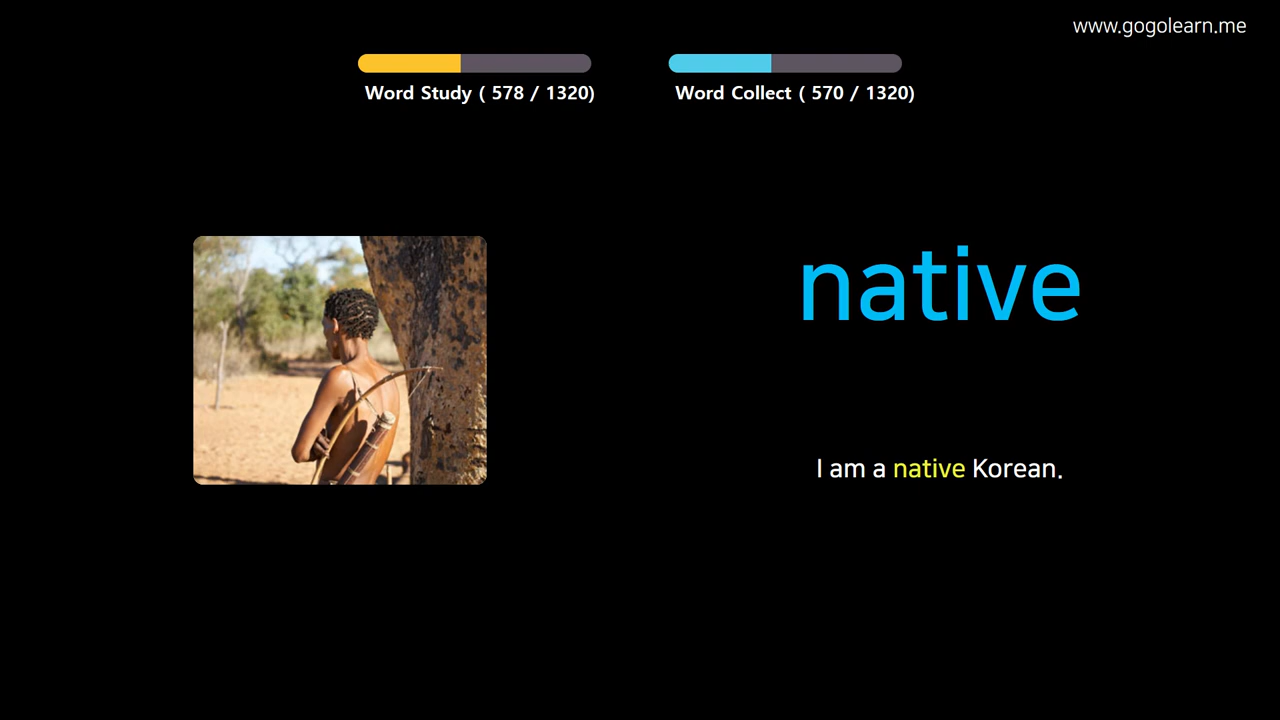 www.gogolearn.me
Word Study ( 578 / 1320)
Word Collect ( 570 / 1320)
native
I am a native Korean.